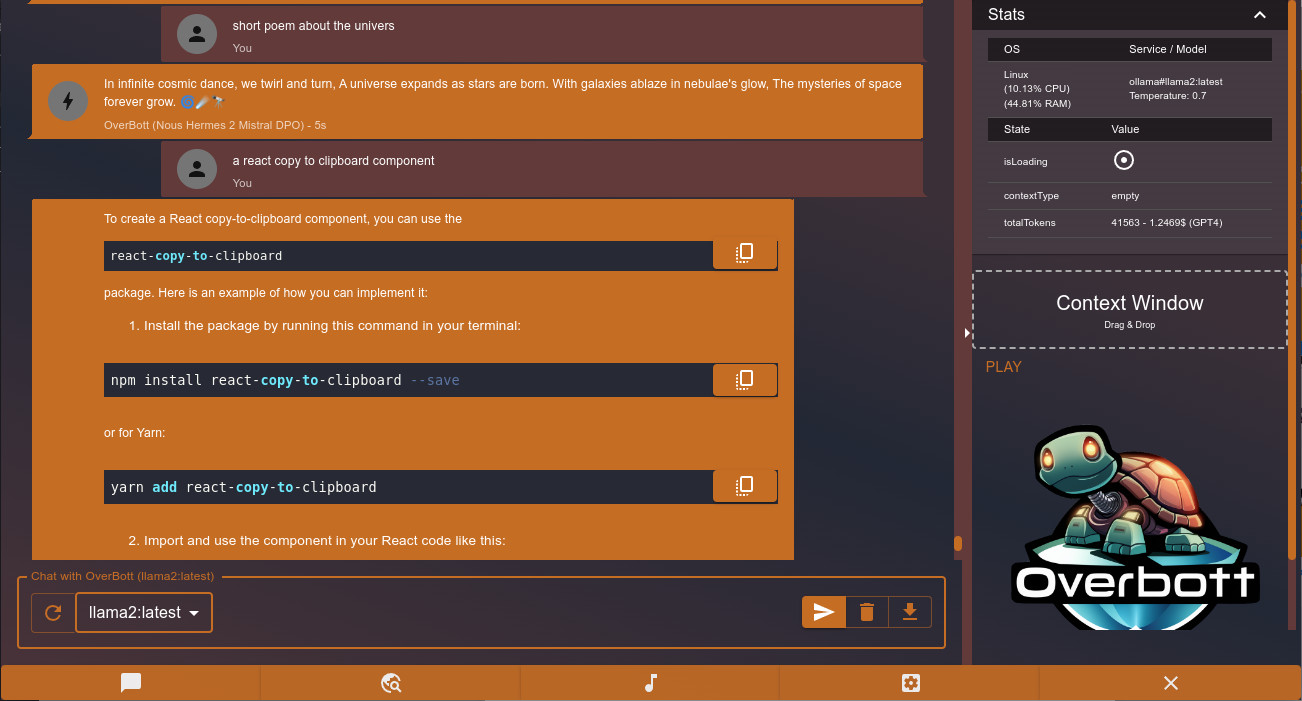 short poem about the univers
You
In infinite cosmic dance, we twirl and turn, A universe expands as stars are born. With galaxies ablaze in nebulae's glow, The mysteries of space
forever grow. 🌀☄️🔭
OverBott (Nous Hermes 2 Mistral DPO) - 5s
a react copy to clipboard component
You
To create a React copy-to-clipboard component, you can use the
react-copy-to-clipboard
package. Here is an example of how you can implement it:
1. Install the package by running this command in your terminal:
npm install react-copy-to-clipboard --save
or for Yarn:
yarn add react-copy-to-clipboard
2. Import and use the component in your React code like this:
Chat with OverBott (llama2:latest)
llama2:latest
Stats
OS Service / Model
Linux
(10.13% CPU)
(44.81% RAM)
ollama#llama2:latest
Temperature: 0.7
State Value
isLoading
contextType empty
totalTokens 41563 - 1.2469$ (GPT4)
Context Window
Drag & Drop
PLAY
Overbott